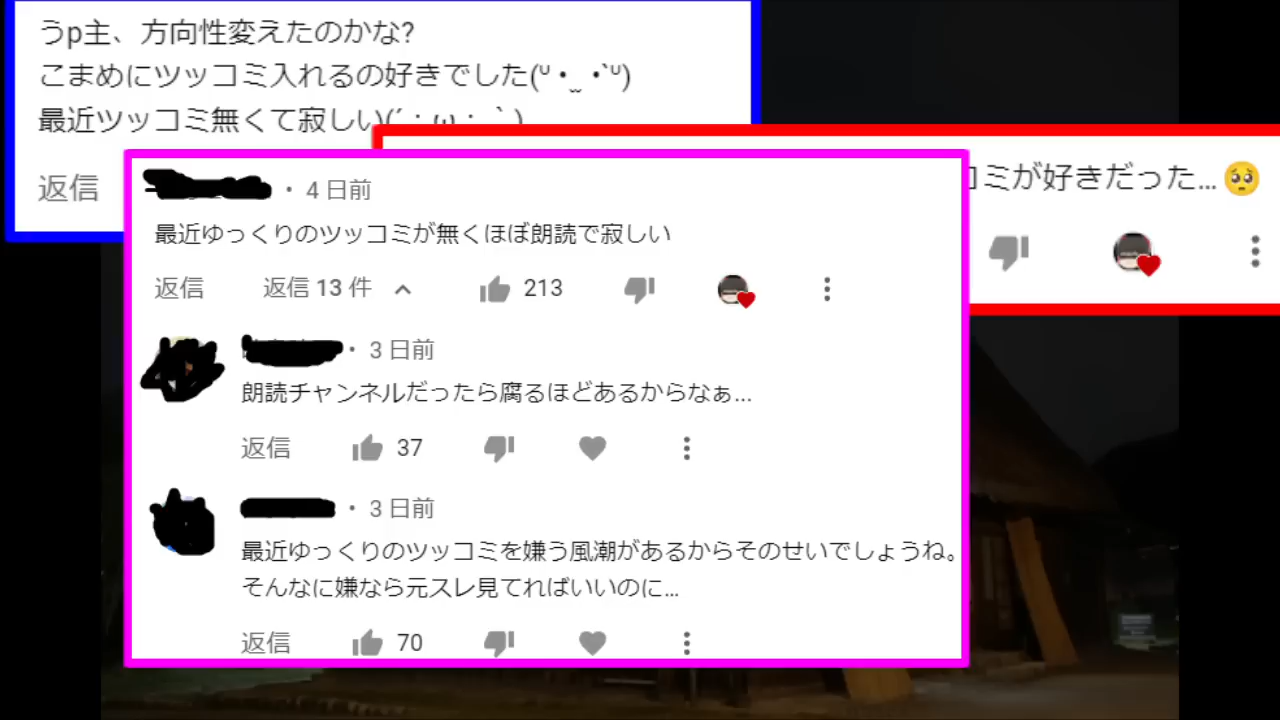 うp主、方向性変えたのかな?
こまめにツッコミ入れるの好きでした(ᐡ・ ̫ ・ᐡ)
最近ツッコミ無くて寂しい(´・ω・｀)
返信
コミが好きだった...🥺
・ 4 日前
最近ゆっくりのツッコミが無くほぼ朗読で寂しい
返信 返信 13 件 213
・ 3 日前
朗読チャンネルだったら腐るほどあるからなぁ...
返信 37
・ 3 日前
最近ゆっくりのツッコミを嫌う風潮があるからそのせいでしょうね。
そんなに嫌なら元スレ見てればいいのに...
返信 70